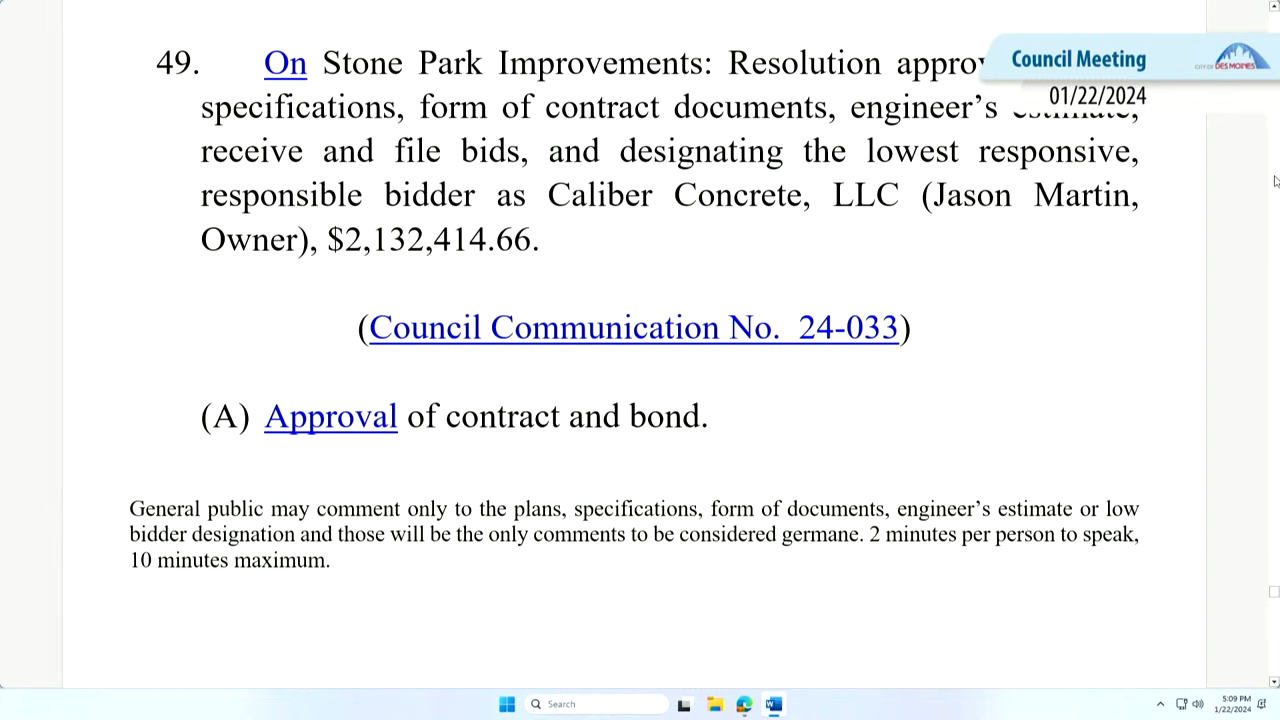 49. On Stone Park Improvements: Resolution
Council Meeting
CITY OF DES MOINES
01/22/2024
specifications, form of contract documents, engineer’s
receive and file bids, and designating the lowest responsive,
responsible bidder as Caliber Concrete, LLC (Jason Martin,
Owner), $2,132,414.66.
(Council Communication No. 24-033)
(A) Approval of contract and bond.
General public may comment only to the plans, specifications, form of documents, engineer’s estimate or low
bidder designation and those will be the only comments to be considered germane. 2 minutes per person to speak,
10 minutes maximum.
Search
5:09 PM
1/22/2024